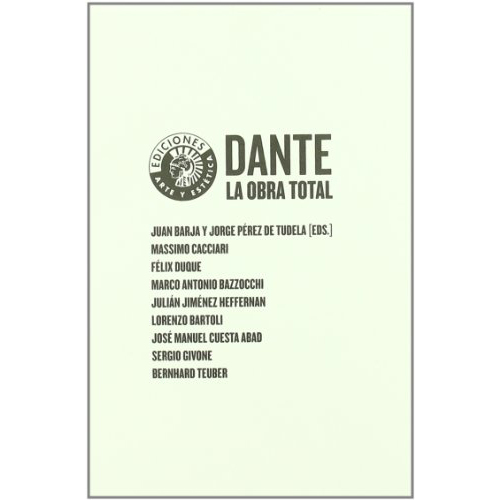 EDICIONES
ARTE Y ESTÉTICA
DANTE
LA OBRA TOTAL
JUAN BARJA Y JORGE PÉREZ DE TUDELA [EDS.]
MASSIMO CACCIARI
FÉLIX DUQUE
MARCO ANTONIO BAZZOCCHI
JULIÁN JIMÉNEZ HEFFERNAN
LORENZO BARTOLI
JOSÉ MANUEL CUESTA ABAD
SERGIO GIVONE
BERNHARD TEUBER